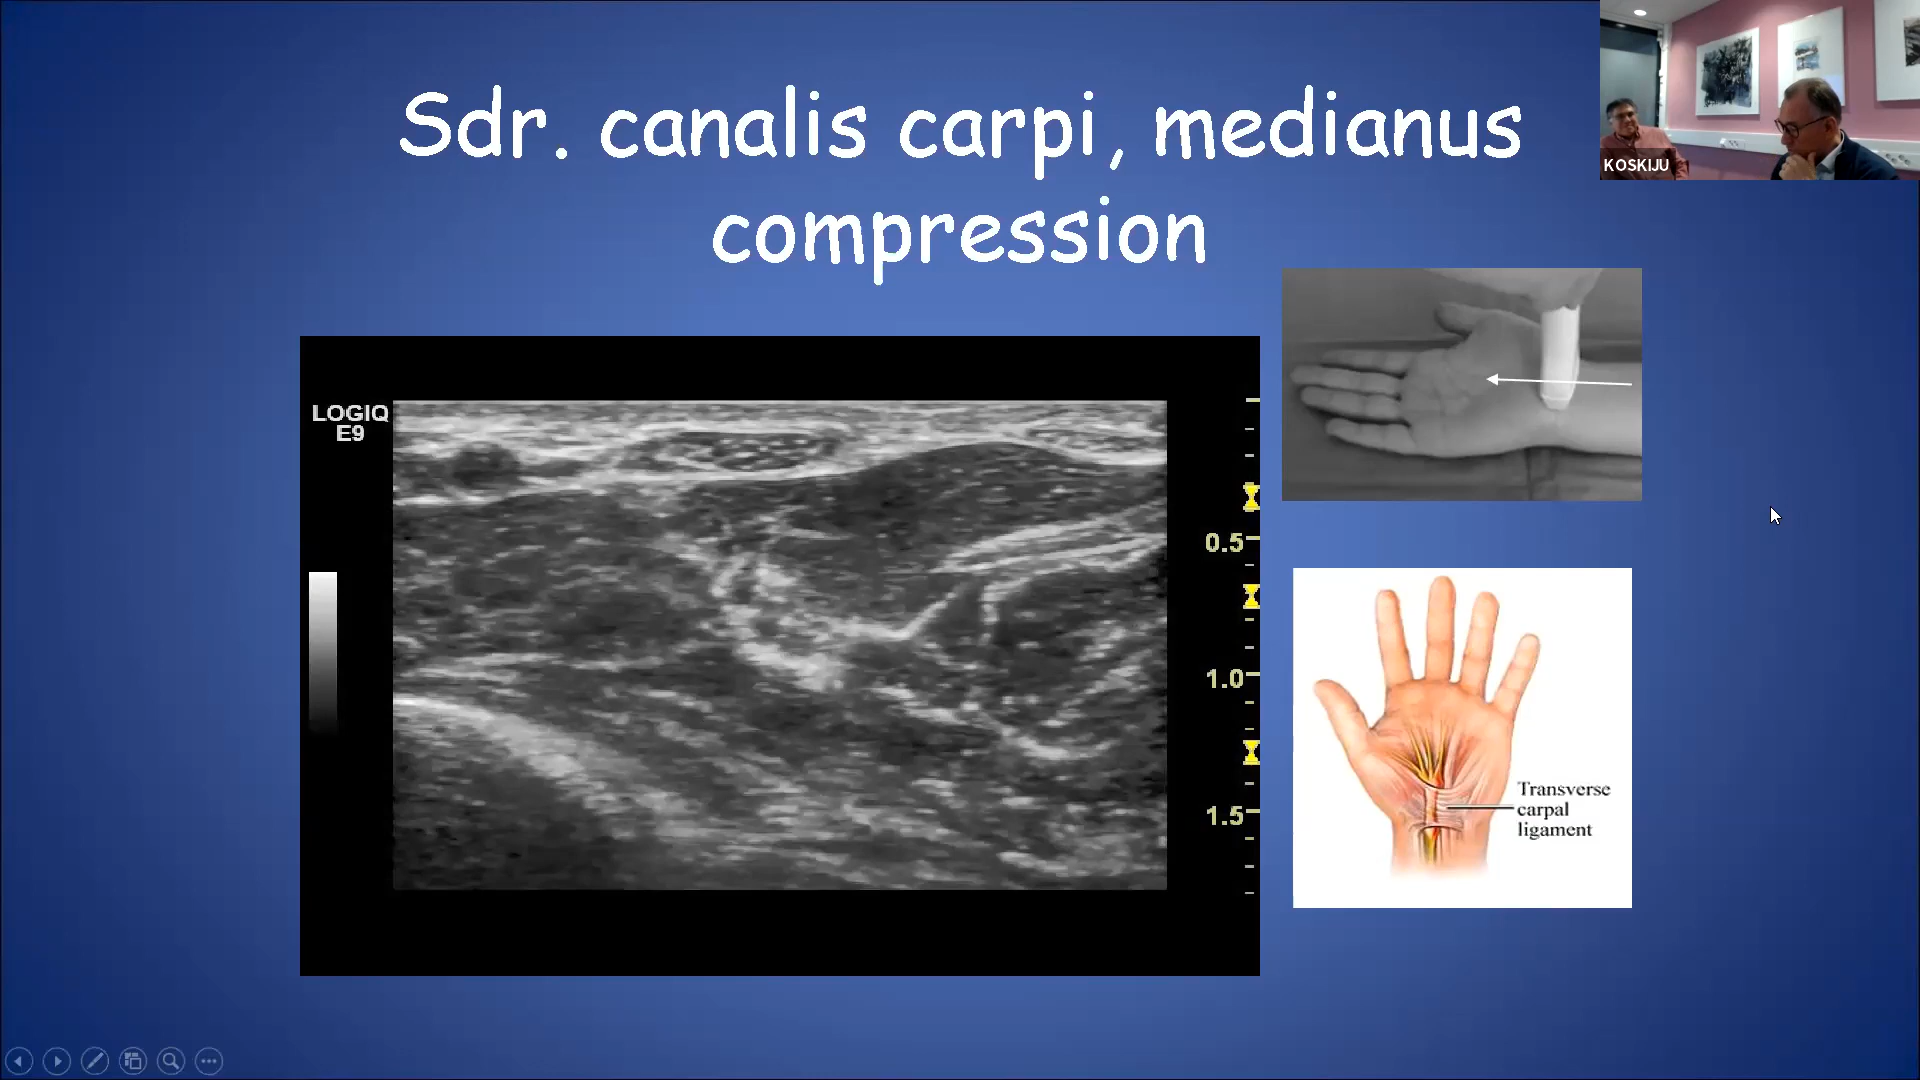 Sdr. canalis carpi, medianus
compression
KOSKIJU
LOGIQ
E9
0.5
1.0
1.5
Transverse
carpal
ligament